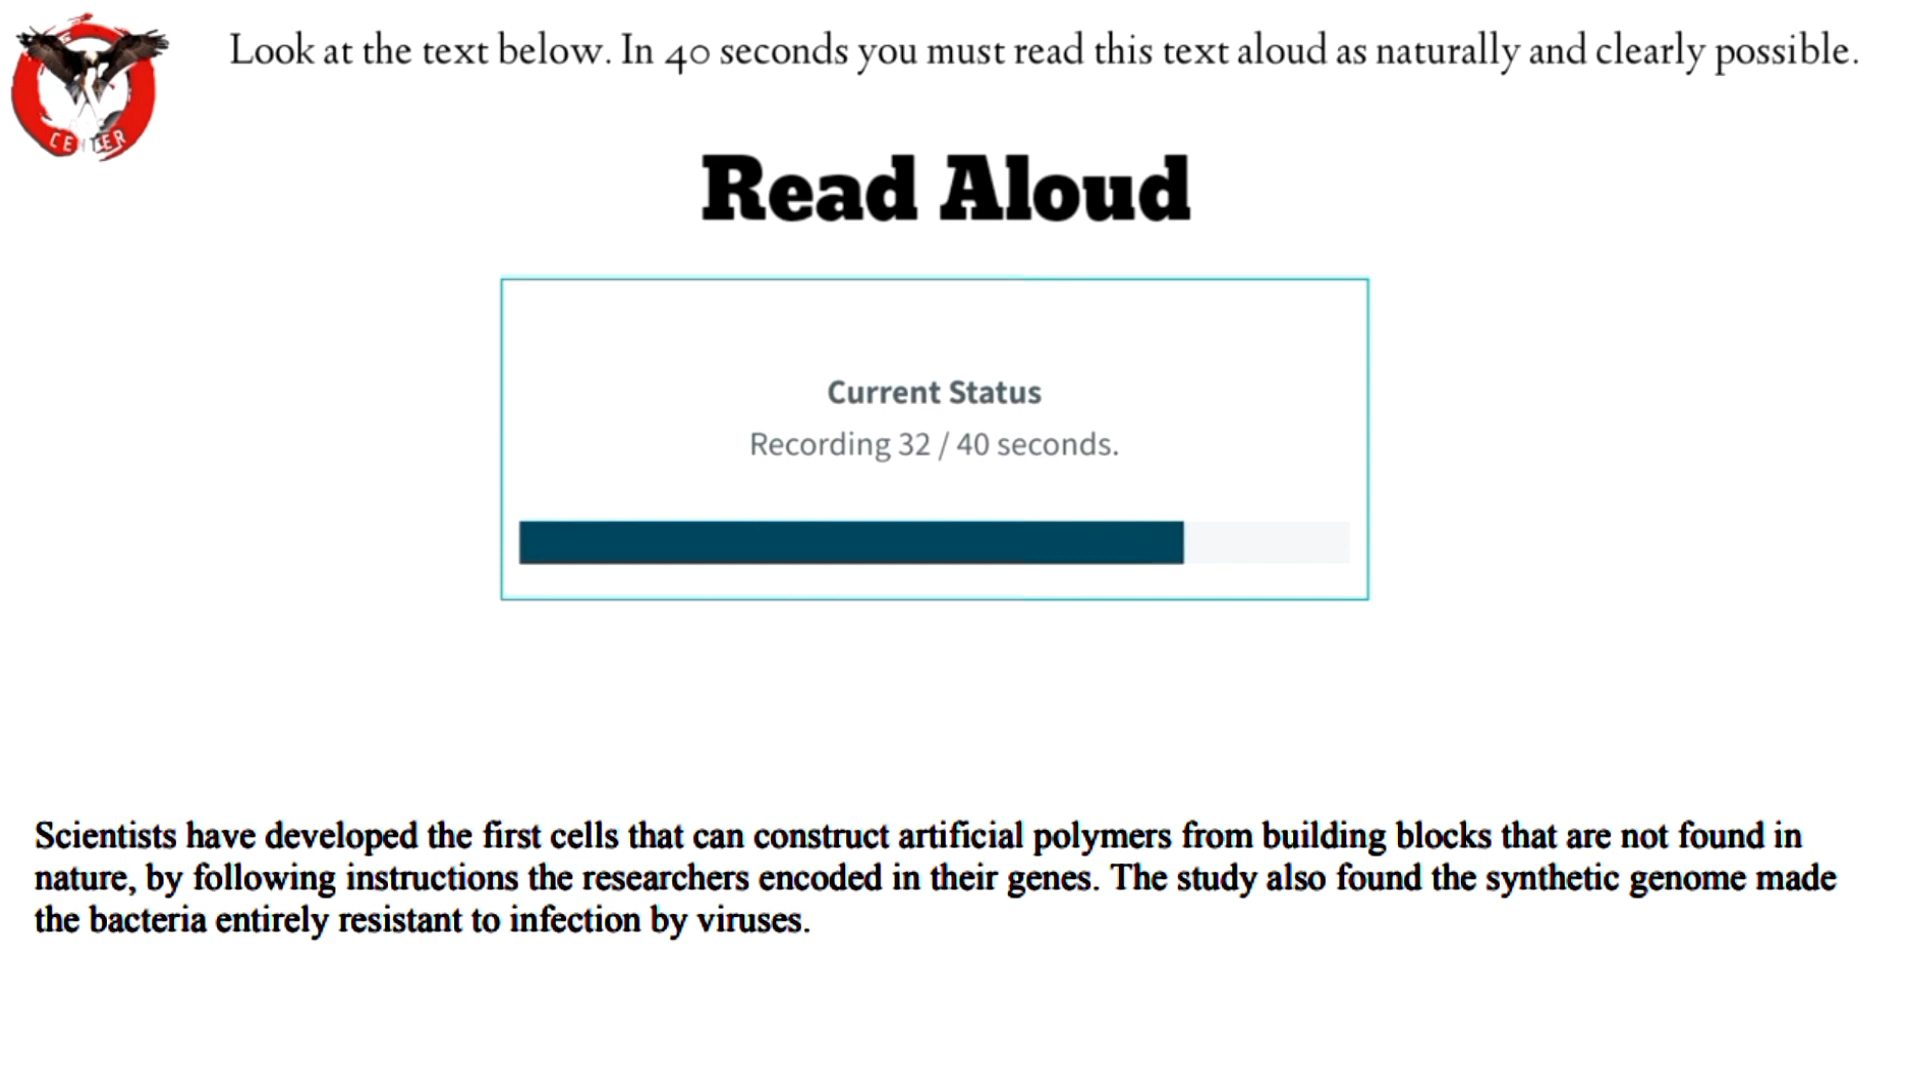 Look at the text below. In 40 seconds you must read this text aloud as naturally and clearly possible.
CENTER
Read Aloud
Current Status
Recording 32 / 40 seconds.
Scientists have developed the first cells that can construct artificial polymers from building blocks that are not found in
nature, by following instructions the researchers encoded in their genes. The study also found the synthetic genome made
the bacteria entirely resistant to infection by viruses.